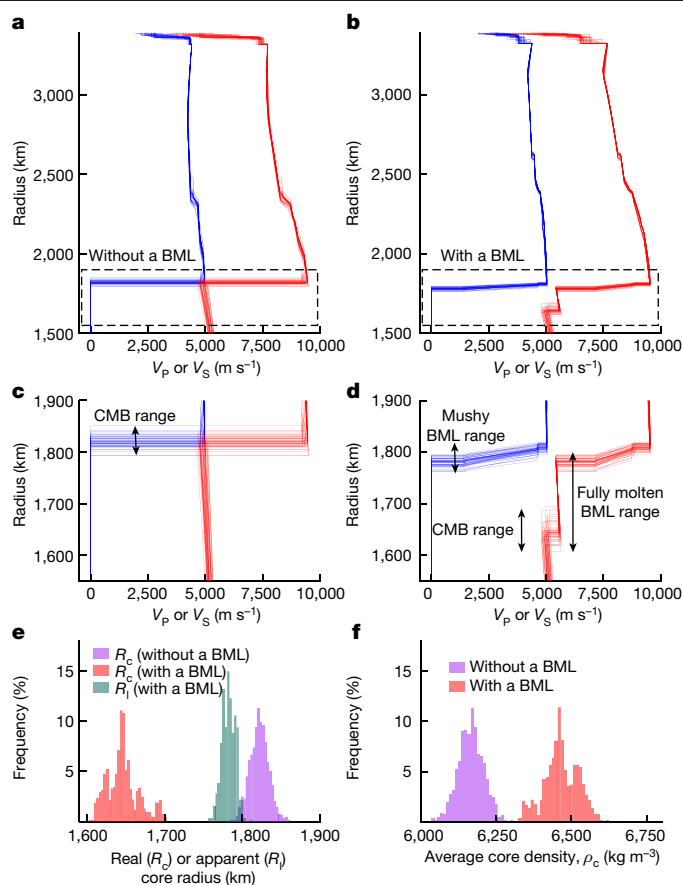 a
b
3,000
2,500
2,000
1,500
Radius (km)
Without a BML
0
2,500
5,000
7,500
10,000
VP or VS (m s−1)
3,000
2,500
2,000
1,500
Radius (km)
With a BML
0
2,500
5,000
7,500
10,000
VP or VS (m s−1)
c
d
1,900
1,800
1,700
1,600
Radius (km)
CMB range
0
2,500
5,000
7,500
10,000
VP or VS (m s−1)
1,900
1,800
1,700
1,600
Radius (km)
Mushy
BML range
CMB range
Fully molten
BML range
0
2,500
5,000
7,500
10,000
VP or VS (m s−1)
e
f
15
10
5
Frequency (%)
Rc (without a BML)
Rc (with a BML)
Rl (with a BML)
1,600
1,700
1,800
1,900
Real (Rc) or apparent (Rl)
core radius (km)
15
10
5
Frequency (%)
Without a BML
With a BML
6,000
6,250
6,500
6,750
Average core density, ρc (kg m−3)